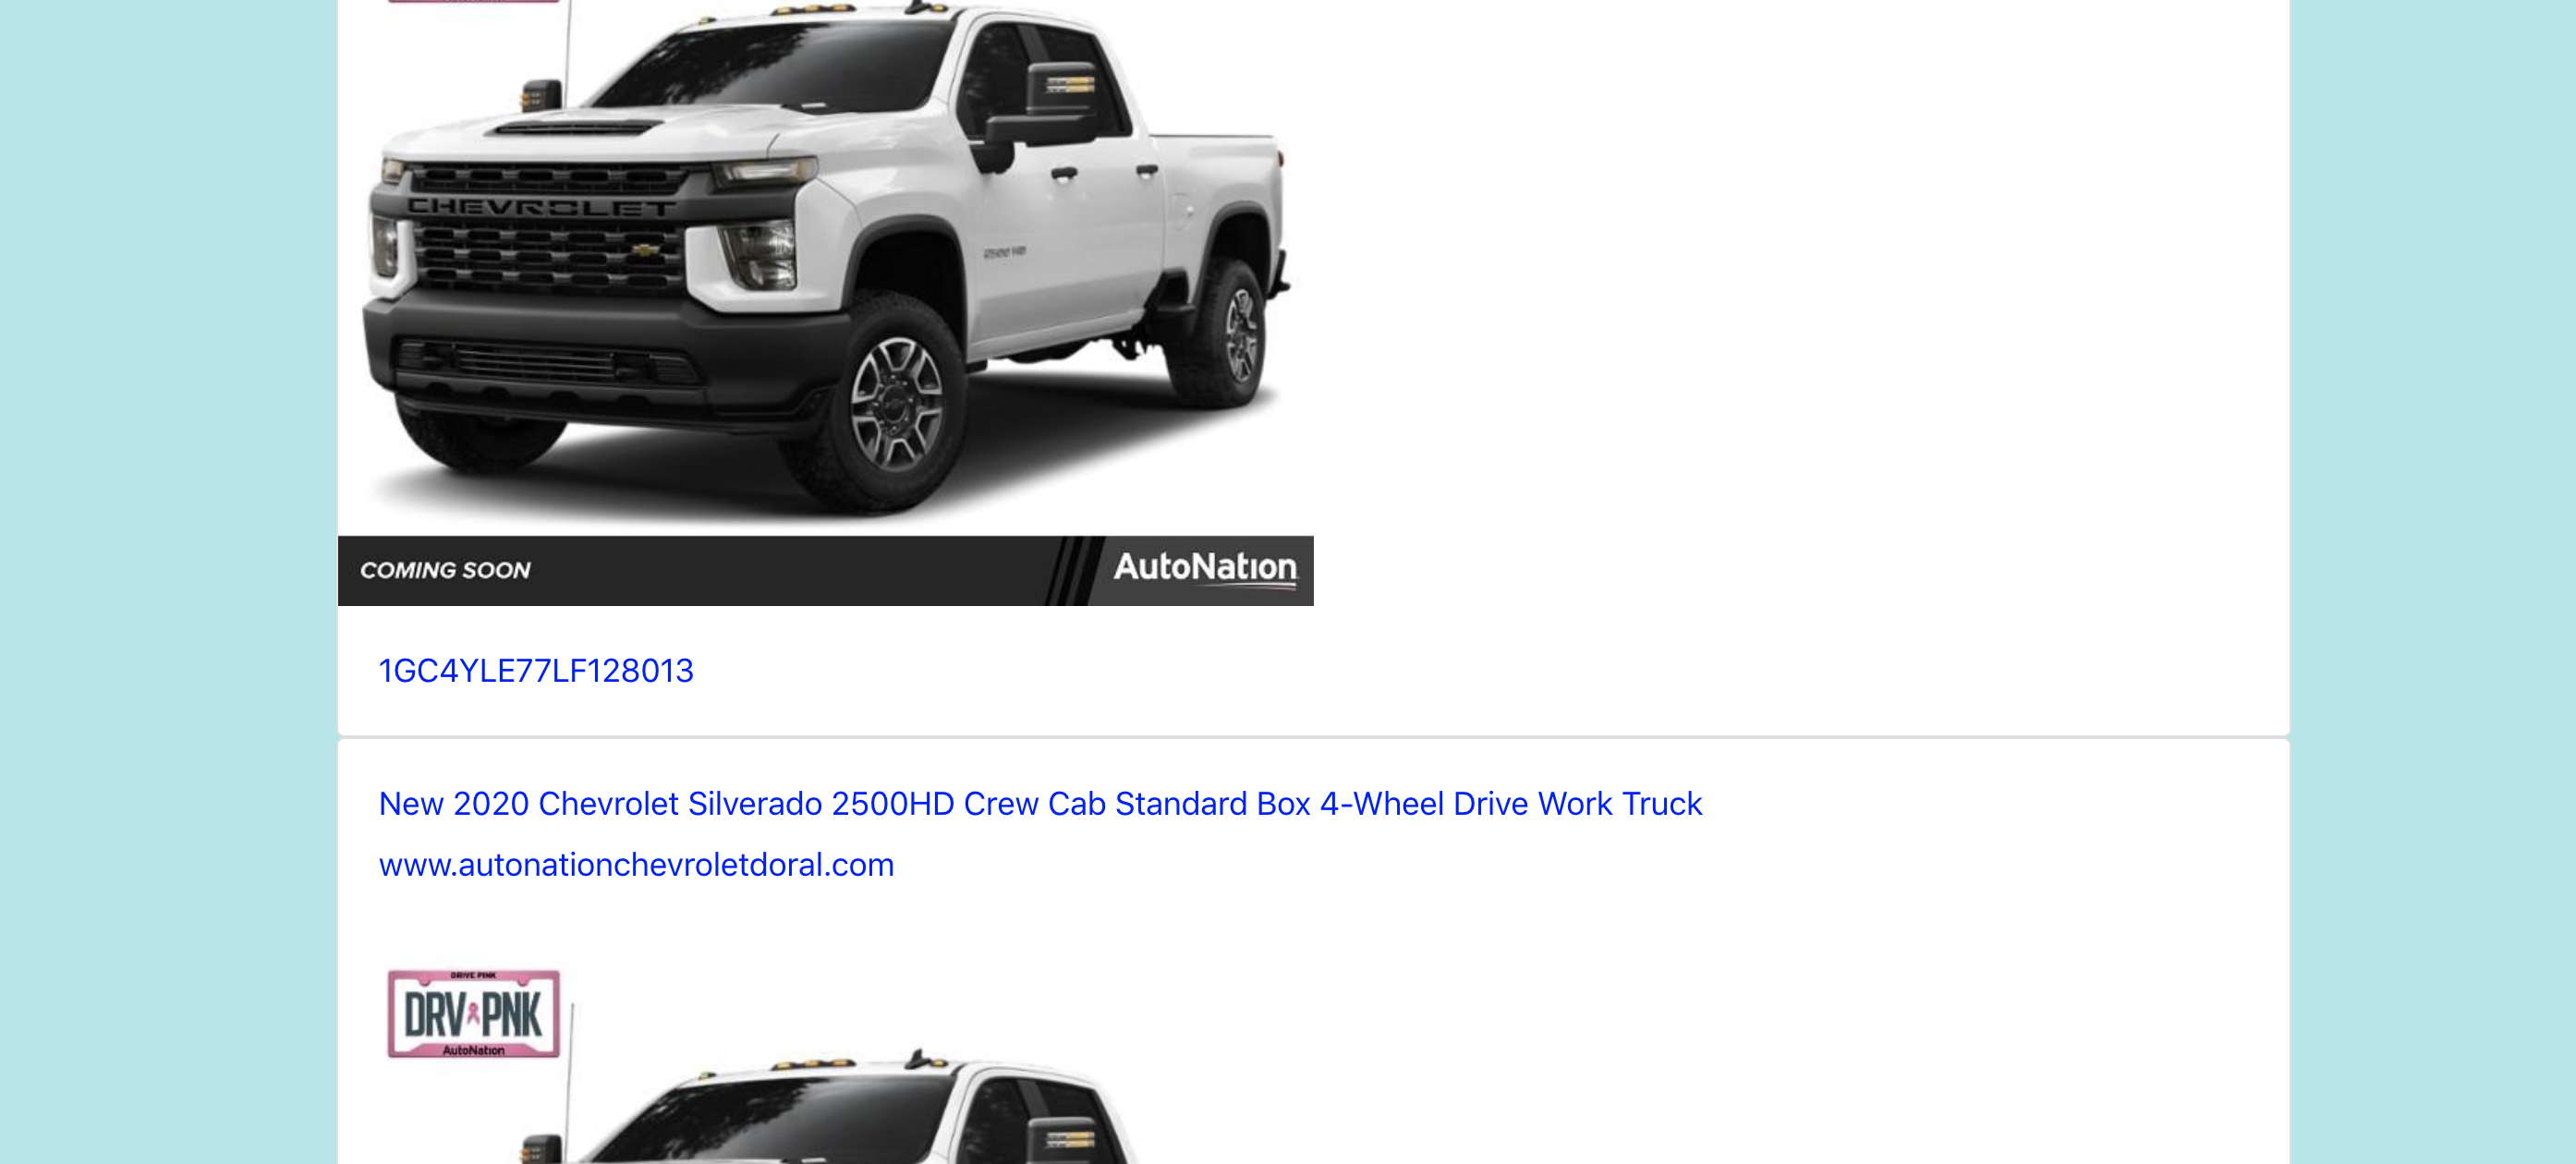 CHEVROLET
2500 HD
COMING SOON
AutoNation
1GC4YLE77LF128013
New 2020 Chevrolet Silverado 2500HD Crew Cab Standard Box 4-Wheel Drive Work Truck
www.autonationchevroletdoral.com
DRIVE PINK
DRV PNK
AutoNation